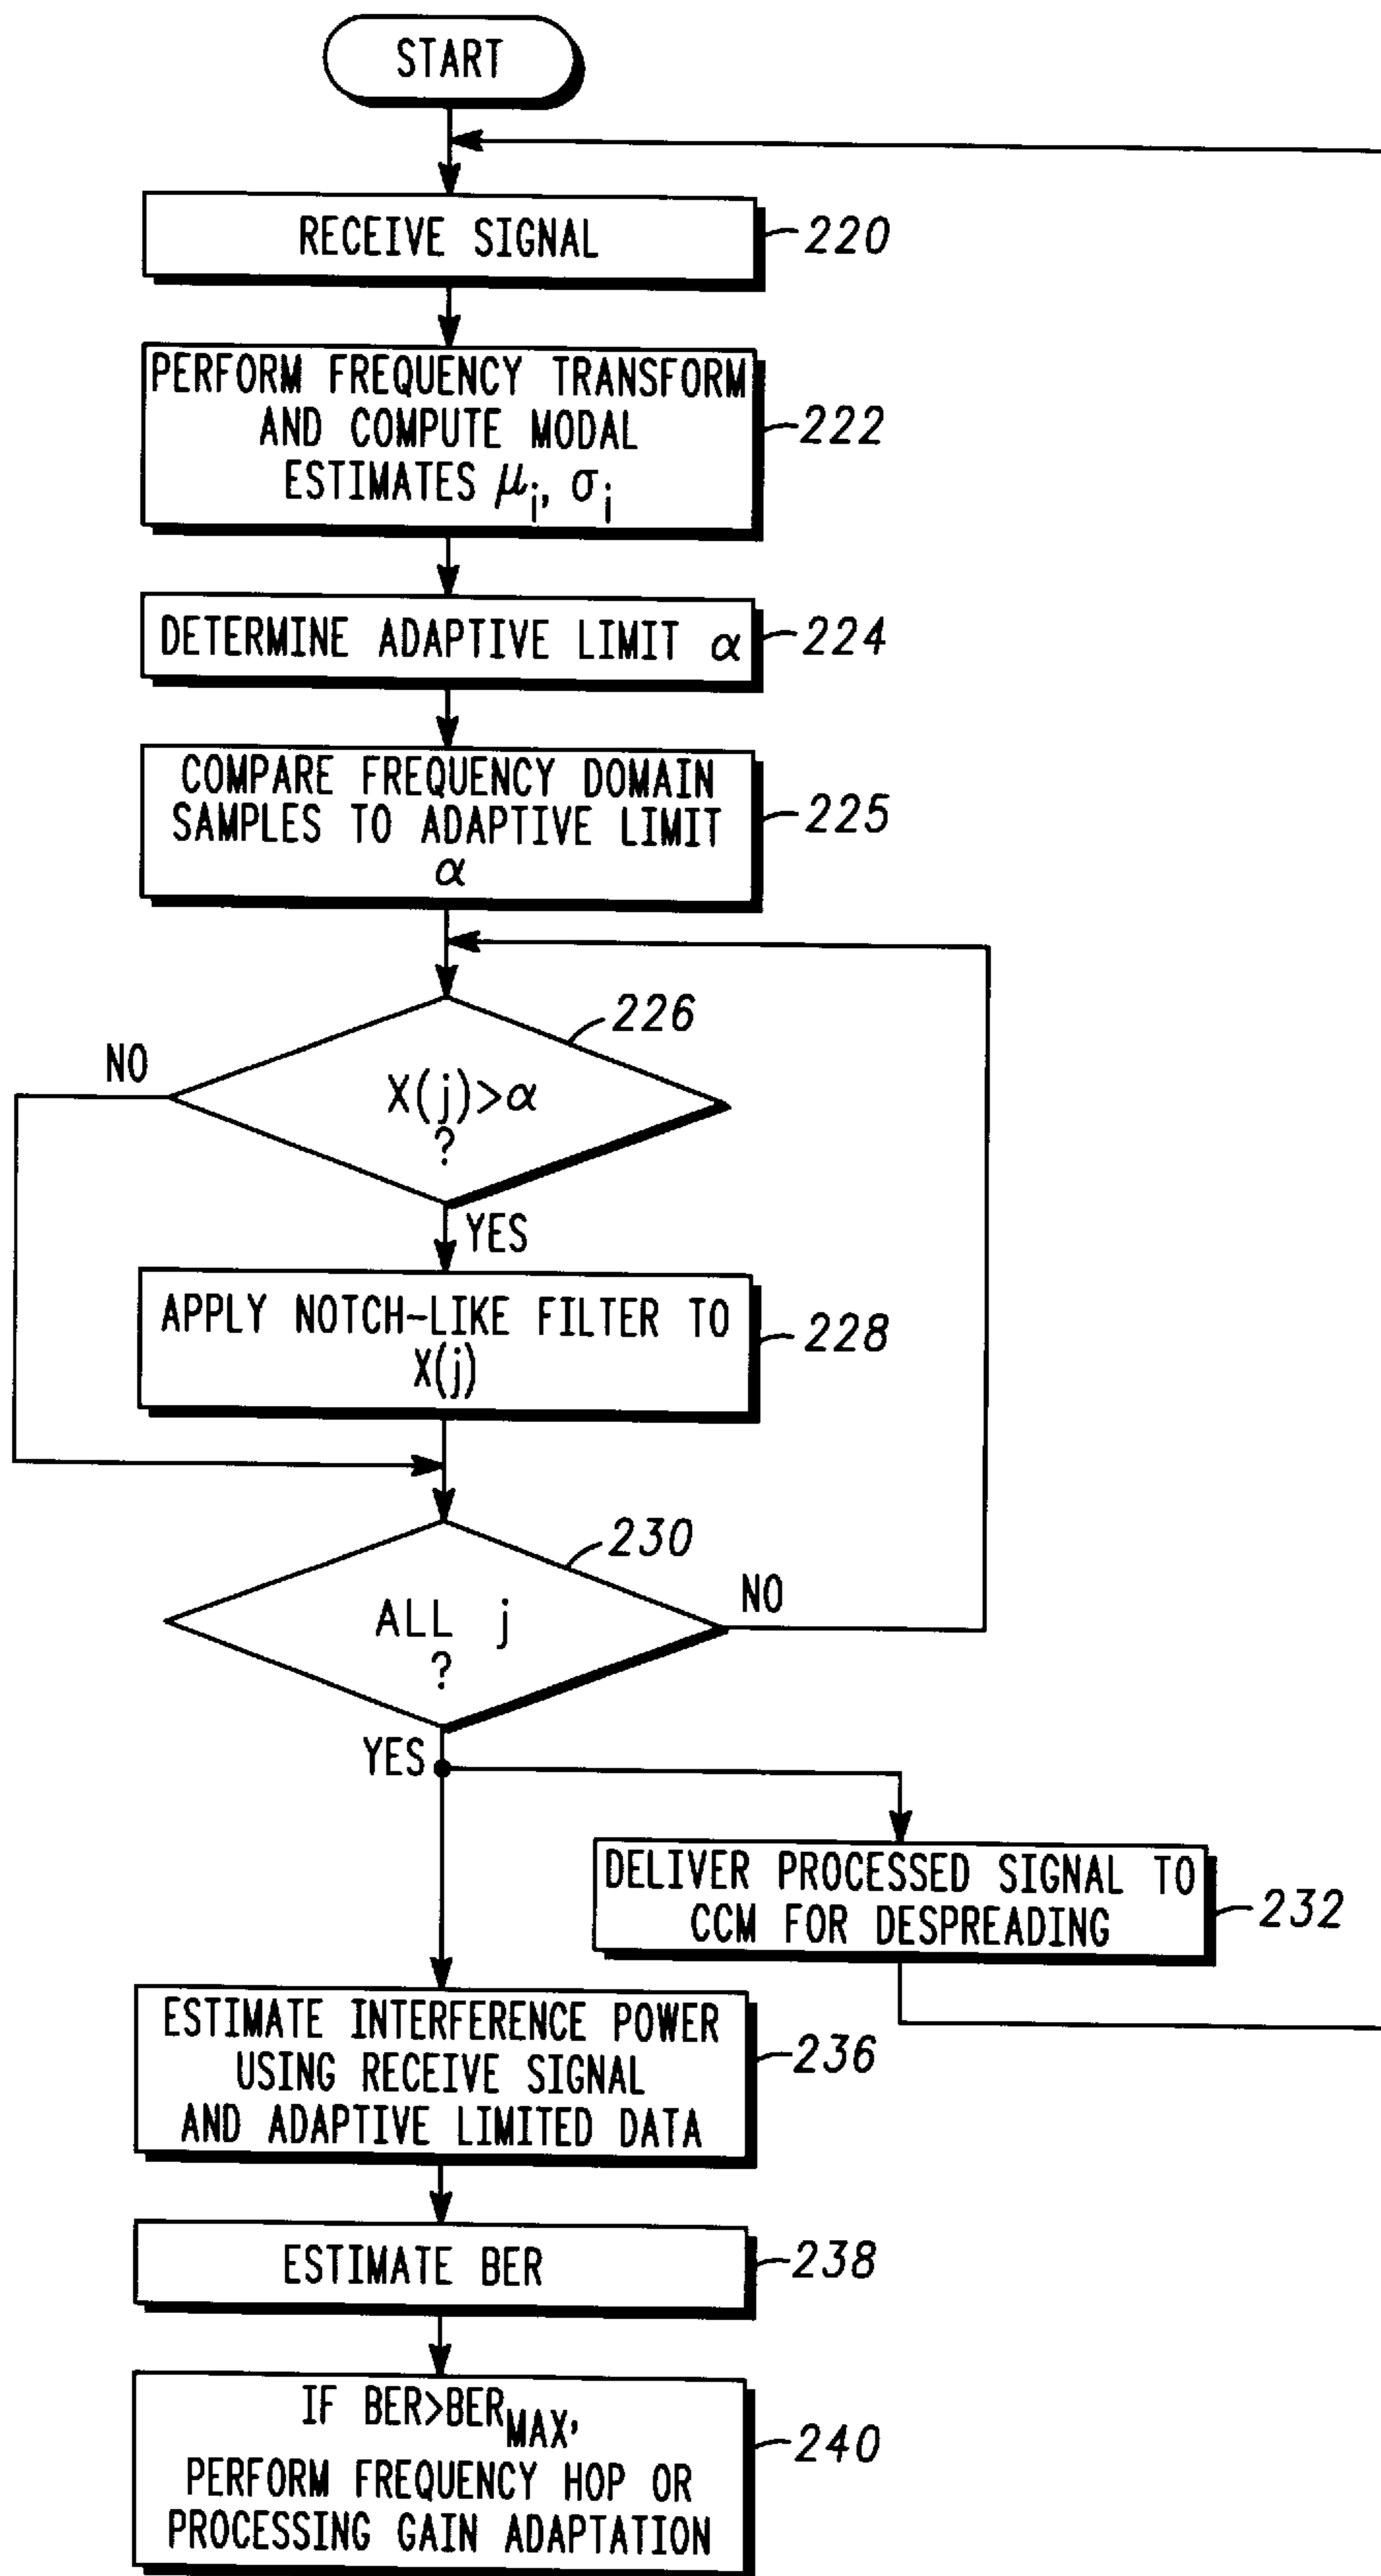 START
RECEIVE SIGNAL
220
PERFORM FREQUENCY TRANSFORM
AND COMPUTE MODAL
ESTIMATES μi, σi
222
DETERMINE ADAPTIVE LIMIT α
224
COMPARE FREQUENCY DOMAIN
SAMPLES TO ADAPTIVE LIMIT
α
225
226
NO
X(j)>α
?
YES
APPLY NOTCH-LIKE FILTER TO
X(j)
228
230
ALL j
?
NO
YES
DELIVER PROCESSED SIGNAL TO
CCM FOR DESPREADING
232
ESTIMATE INTERFERENCE POWER
USING RECEIVE SIGNAL
AND ADAPTIVE LIMITED DATA
236
ESTIMATE BER
238
IF BER>BERMAX,
PERFORM FREQUENCY HOP OR
PROCESSING GAIN ADAPTATION
240